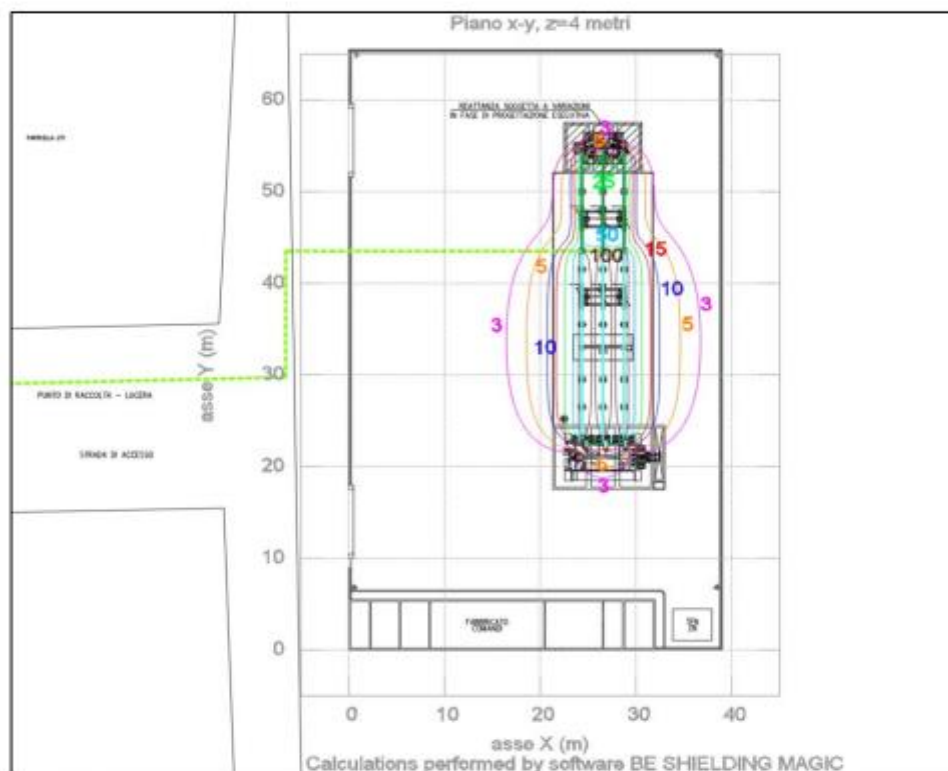 Piano x-y, z=4 metri
60
REATTANZA SOGGETTA A VARIAZIONI
IN FASE DI PROGETTAZIONE ESECUTIVA
3
5
25
50
50
15
5
100
40
10
3
3
5
10
asse Y (m)
30
PUNTO DI RACCOLTA - LUCERA
STRADA DI ACCESSO
20
5
3
10
FABBRICATO
COMANDI
0
0
10
20
30
40
asse X (m)
Calculations performed by software BE SHIELDING MAGIC